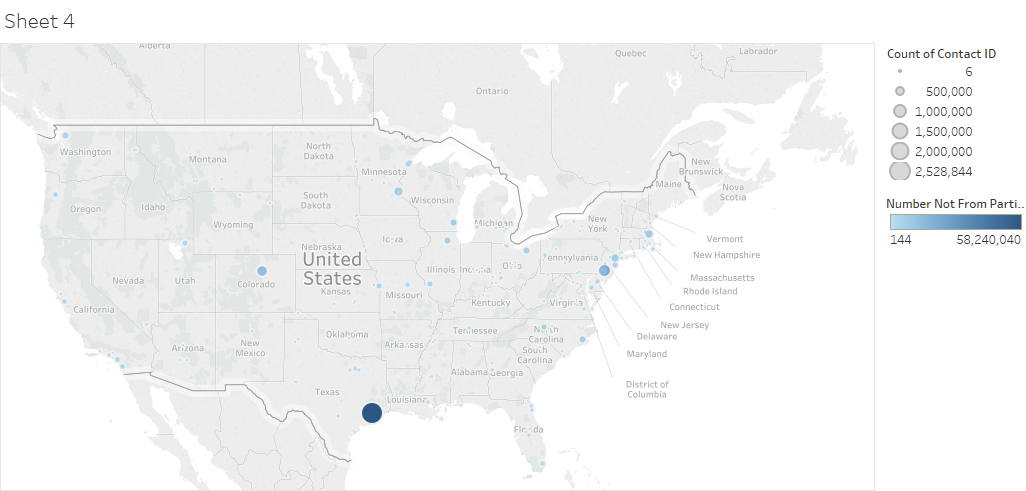 Sheet 4
Alberta
Quebec
Labrador
Ontario
Washington
Montana
North
Dakota
Minnesota
New
Brunswick
Maine
Nova
Scotia
Oregon
Idaho
South
Dakota
Wisconsin
Michigan
New
York
Wyoming
Vermont
New Hampshire
Nebraska
Iowa
United
States
Pennsylvania
Massachusetts
Rhode Island
Connecticut
Nevada
Utah
Colorado
Kansas
Illinois
Missouri
Kentucky
Virginia
New Jersey
Delaware
Maryland
California
Arizona
New
Mexico
Oklahoma
Arkansas
Tennessee
North
Carolina
South
Carolina
District of
Columbia
Texas
Louisiana
Alabama
Georgia
Florida
Count of Contact ID
6
500,000
1,000,000
1,500,000
2,000,000
2,528,844
Number Not From Parti..
144
58,240,040